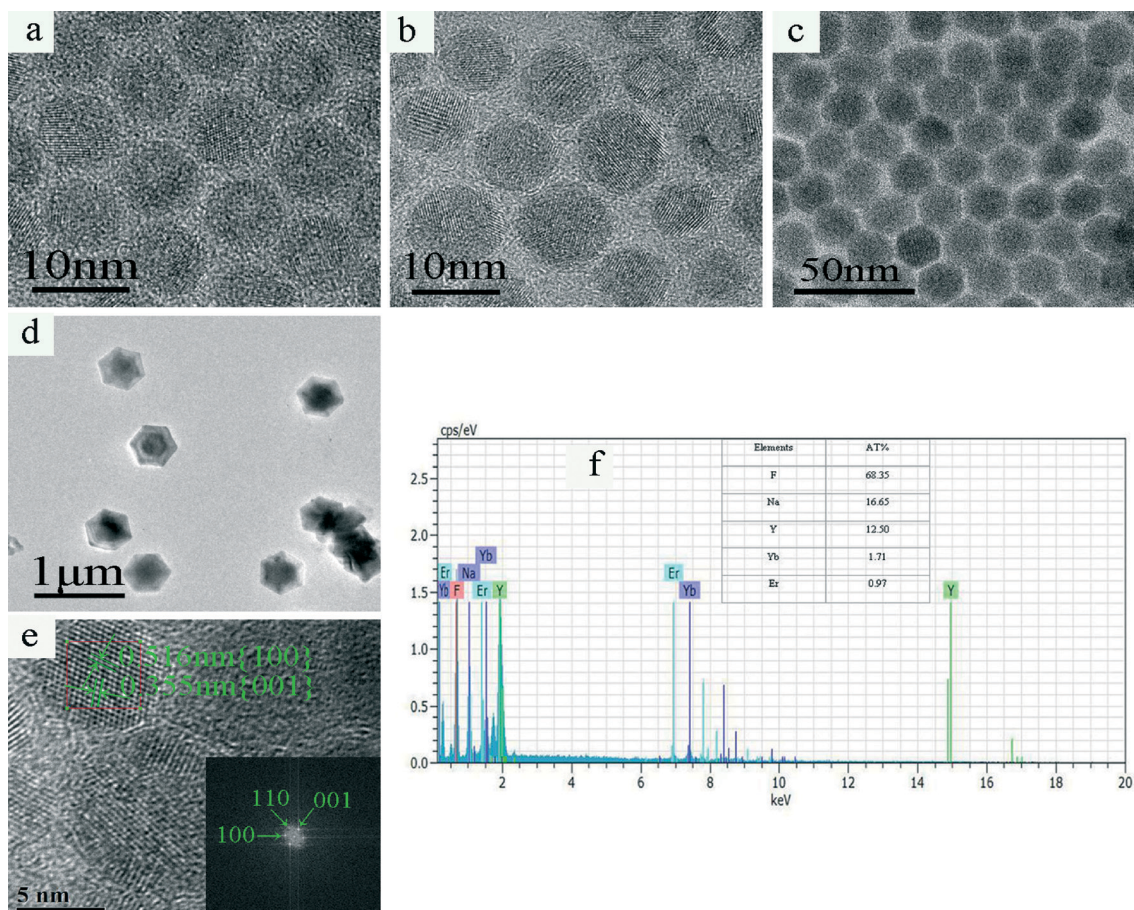 a
10nm
b
10nm
c
50nm
d
1μm
e
0.516nm{100}
0.355nm{001}
110
001
100
5 nm
f
cps/eV
Elements AT%
F 68.35
Na 16.65
Y 12.50
Yb 1.71
Er 0.97
2.5
2.0
1.5
1.0
0.5
0.0
Yb
Er Na Er
Yb F Er Y Yb Y
2 4 6 8 10 12 14 16 18 20
keV